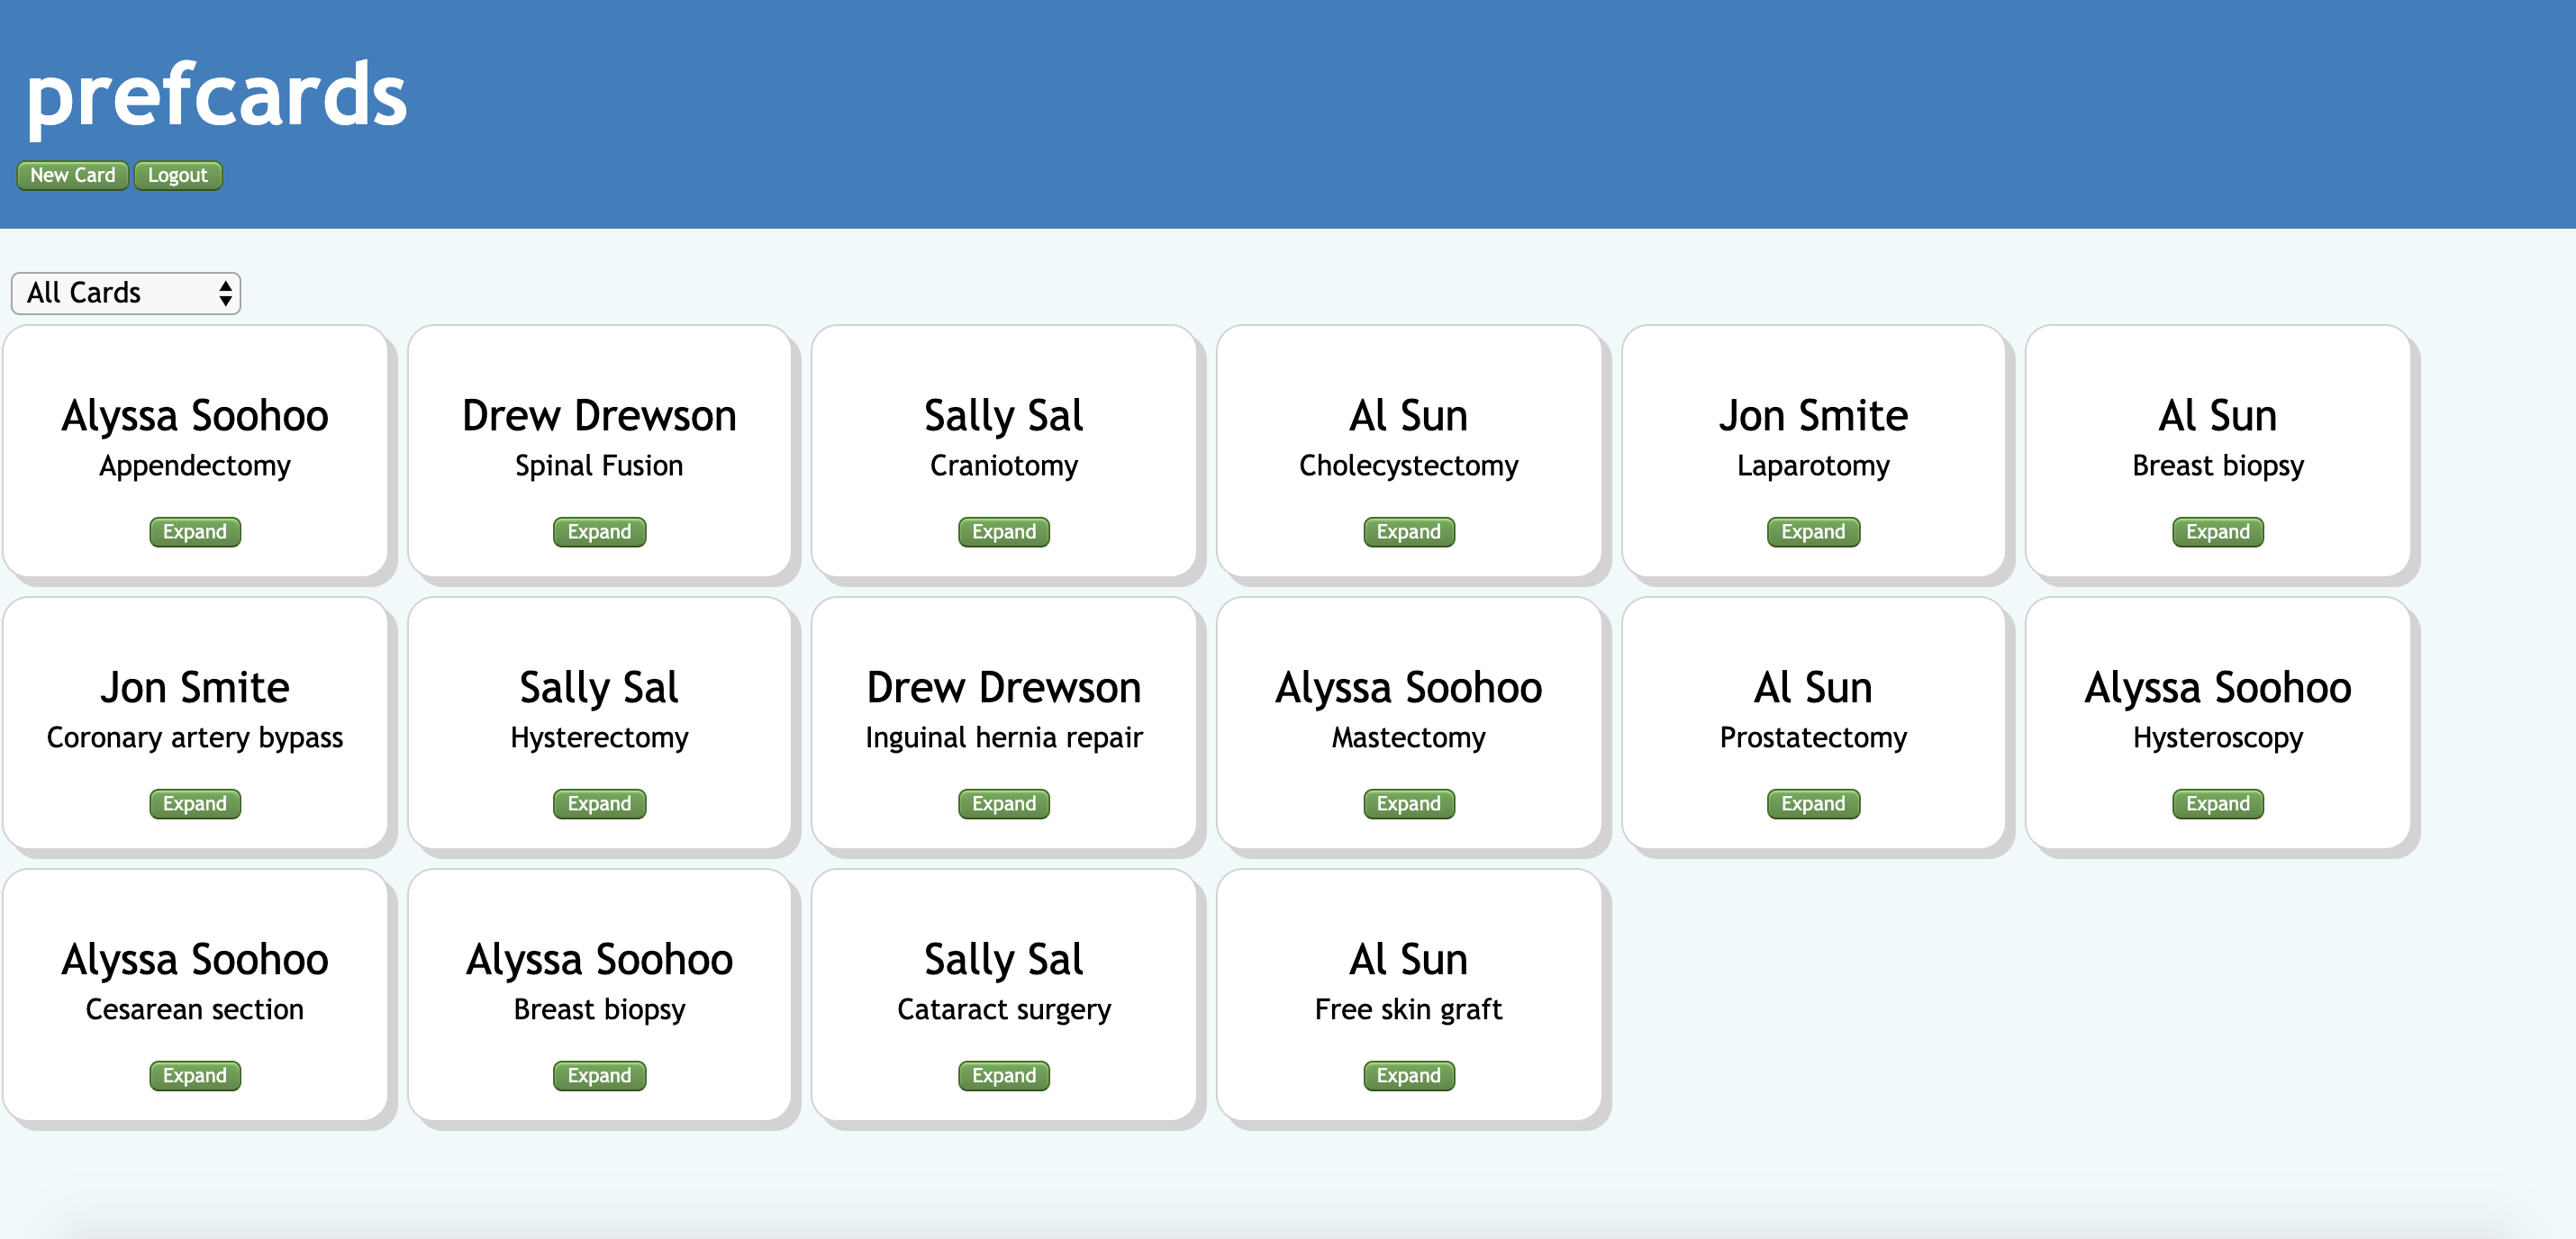 prefcards
New Card Logout
All Cards
Alyssa Soohoo
Appendectomy
Expand
Drew Drewson
Spinal Fusion
Expand
Sally Sal
Craniotomy
Expand
Al Sun
Cholecystectomy
Expand
Jon Smite
Laparotomy
Expand
Al Sun
Breast biopsy
Expand
Jon Smite
Coronary artery bypass
Expand
Sally Sal
Hysterectomy
Expand
Drew Drewson
Inguinal hernia repair
Expand
Alyssa Soohoo
Mastectomy
Expand
Al Sun
Prostatectomy
Expand
Alyssa Soohoo
Hysteroscopy
Expand
Alyssa Soohoo
Cesarean section
Expand
Alyssa Soohoo
Breast biopsy
Expand
Sally Sal
Cataract surgery
Expand
Al Sun
Free skin graft
Expand